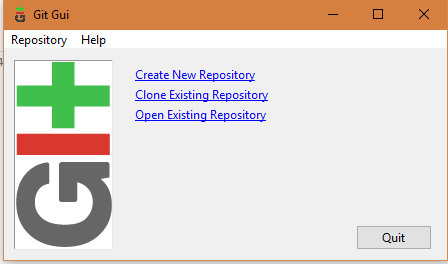 Git Gui
Repository Help
Create New Repository
Clone Existing Repository
Open Existing Repository
Quit